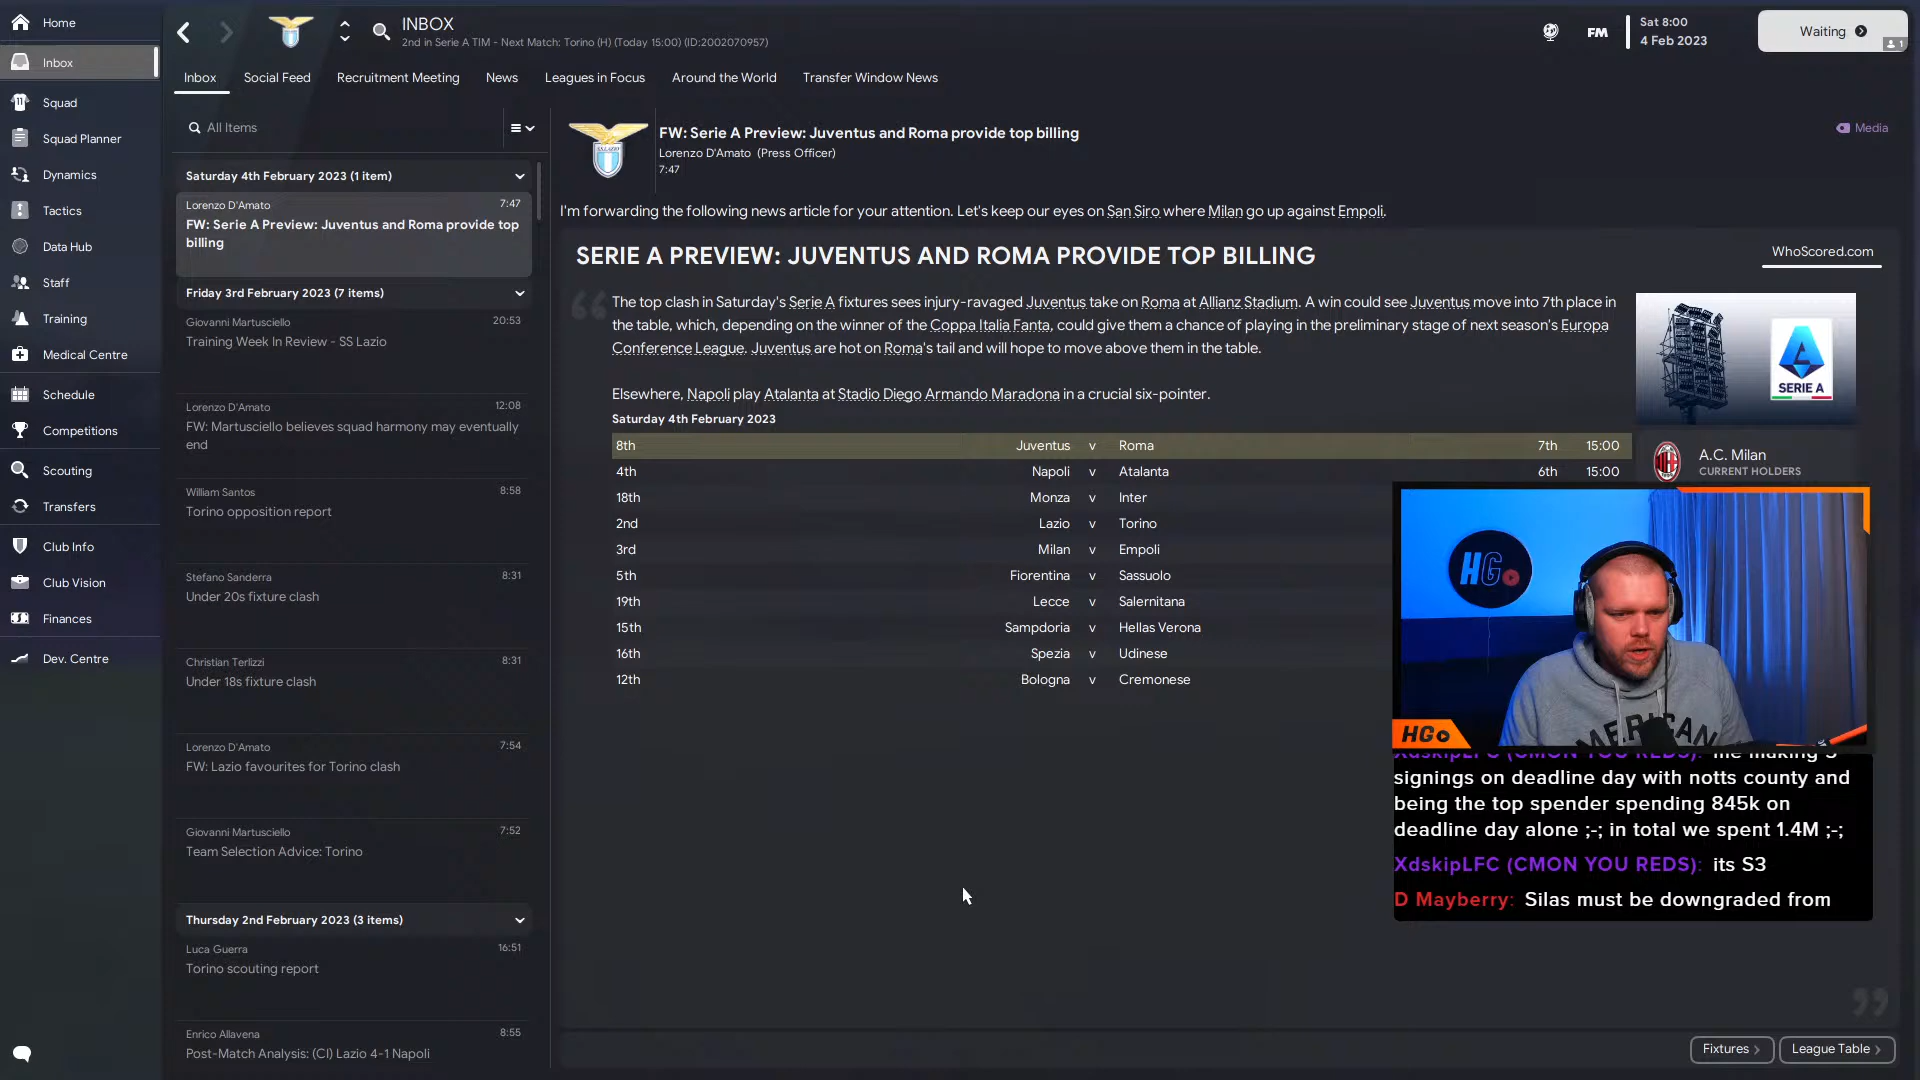 Home
Inbox
Squad
Squad Planner
Dynamics
Tactics
Data Hub
Staff
Training
Medical Centre
Schedule
Competitions
Scouting
Transfers
Club Info
Club Vision
Finances
Dev. Centre
INBOX
2nd in Serie A TIM - Next Match: Torino (H) (Today 15:00) (ID:2002070957)
FM
Sat 8:00
4 Feb 2023
Waiting
1
Inbox
Social Feed
Recruitment Meeting
News
Leagues in Focus
Around the World
Transfer Window News
All Items
Saturday 4th February 2023 (1 item)
Lorenzo D'Amato 7:47
FW: Serie A Preview: Juventus and Roma provide top
billing
Friday 3rd February 2023 (7 items)
Giovanni Martusciello 20:53
Training Week In Review - SS Lazio
Lorenzo D'Amato 12:08
FW: Martusciello believes squad harmony may eventually
end
William Santos 8:58
Torino opposition report
Stefano Sanderra 8:31
Under 20s fixture clash
Christian Terlizzi 8:31
Under 18s fixture clash
Lorenzo D'Amato 7:54
FW: Lazio favourites for Torino clash
Giovanni Martusciello 7:52
Team Selection Advice: Torino
Thursday 2nd February 2023 (3 items)
Luca Guerra 16:51
Torino scouting report
Enrico Allavena 8:55
Post-Match Analysis: (CI) Lazio 4-1 Napoli
FW: Serie A Preview: Juventus and Roma provide top billing
Lorenzo D'Amato (Press Officer)
7:47
Media
I'm forwarding the following news article for your attention. Let's keep our eyes on San Siro where Milan go up against Empoli.
SERIE A PREVIEW: JUVENTUS AND ROMA PROVIDE TOP BILLING
WhoScored.com
The top clash in Saturday's Serie A fixtures sees injury-ravaged Juventus take on Roma at Allianz Stadium. A win could see Juventus move into 7th place in
the table, which, depending on the winner of the Coppa Italia Fanta, could give them a chance of playing in the preliminary stage of next season's Europa
Conference League. Juventus are hot on Roma's tail and will hope to move above them in the table.
Elsewhere, Napoli play Atalanta at Stadio Diego Armando Maradona in a crucial six-pointer.
Saturday 4th February 2023
8th Juventus v Roma 7th 15:00
4th Napoli v Atalanta 6th 15:00
18th Monza v Inter
2nd Lazio v Torino
3rd Milan v Empoli
5th Fiorentina v Sassuolo
19th Lecce v Salernitana
15th Sampdoria v Hellas Verona
16th Spezia v Udinese
12th Bologna v Cremonese
SERIE A
A.C. Milan
CURRENT HOLDERS
HG
HG
XdskipLFC (CMON YOU REDS): me making
signings on deadline day with notts county and
being the top spender spending 845k on
deadline day alone ;-; in total we spent 1.4M ;-;
XdskipLFC (CMON YOU REDS): its S3
D Mayberry: Silas must be downgraded from
Fixtures
League Table